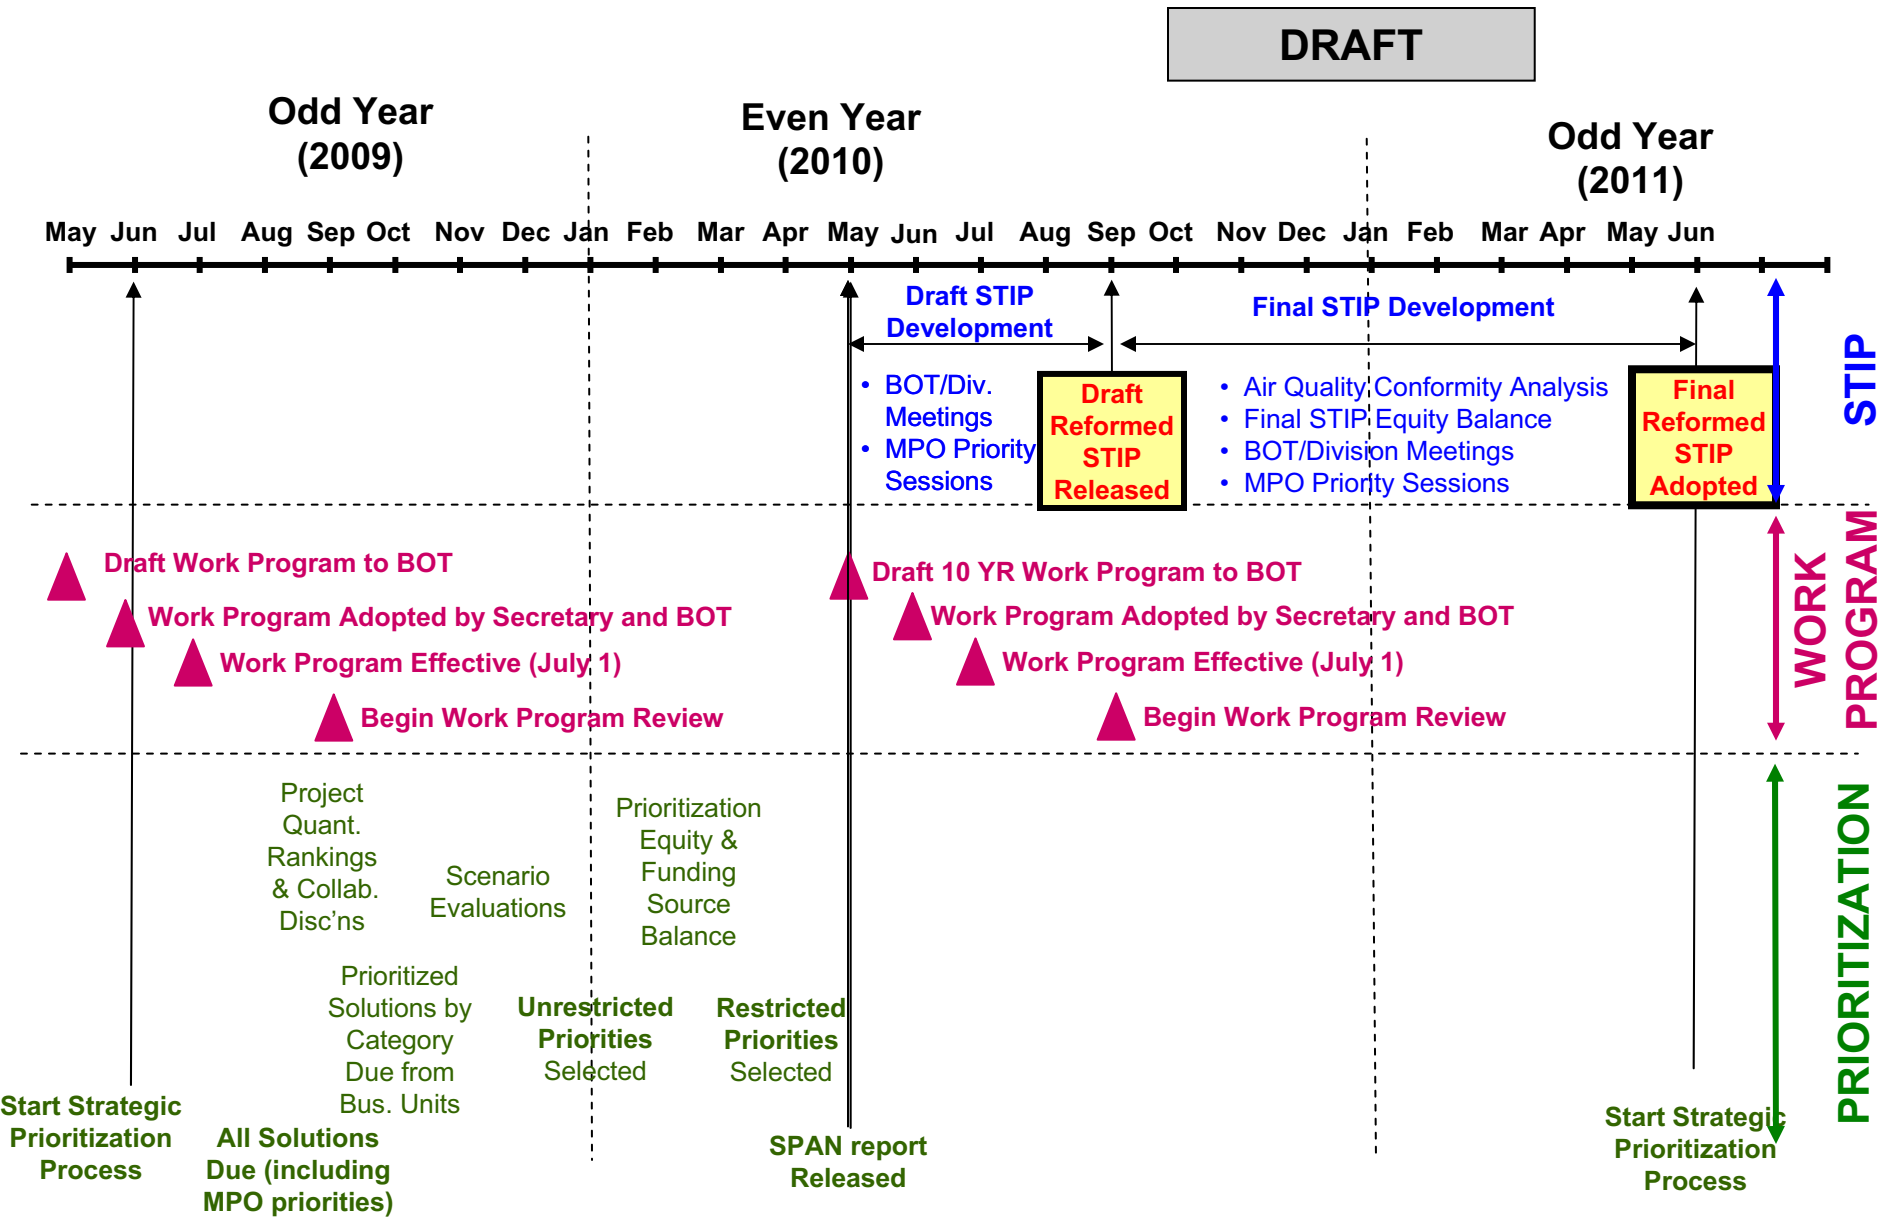 DRAFT
Odd Year
(2009)
Even Year
(2010)
Odd Year
(2011)
May Jun Jul Aug Sep Oct Nov Dec Jan Feb Mar Apr May Jun Jul Aug Sep Oct Nov Dec Jan Feb Mar Apr May Jun
Draft STIP
Development
Final STIP Development
• BOT/Div.
Meetings
• MPO Priority
Sessions
Draft
Reformed
STIP
Released
• Air Quality Conformity Analysis
• Final STIP Equity Balance
• BOT/Division Meetings
• MPO Priority Sessions
Final
Reformed
STIP
Adopted
STIP
Draft Work Program to BOT
Work Program Adopted by Secretary and BOT
Work Program Effective (July 1)
Begin Work Program Review
Draft 10 YR Work Program to BOT
Work Program Adopted by Secretary and BOT
Work Program Effective (July 1)
Begin Work Program Review
WORK
PROGRAM
Project
Quant.
Rankings
& Collab.
Disc'ns
Scenario
Evaluations
Prioritization
Equity &
Funding
Source
Balance
Prioritized
Solutions by
Category
Due from
Bus. Units
Unrestricted
Priorities
Selected
Restricted
Priorities
Selected
Start Strategic
Prioritization
Process
All Solutions
Due (including
MPO priorities)
SPAN report
Released
Start Strategic
Prioritization
Process
PRIORITIZATION